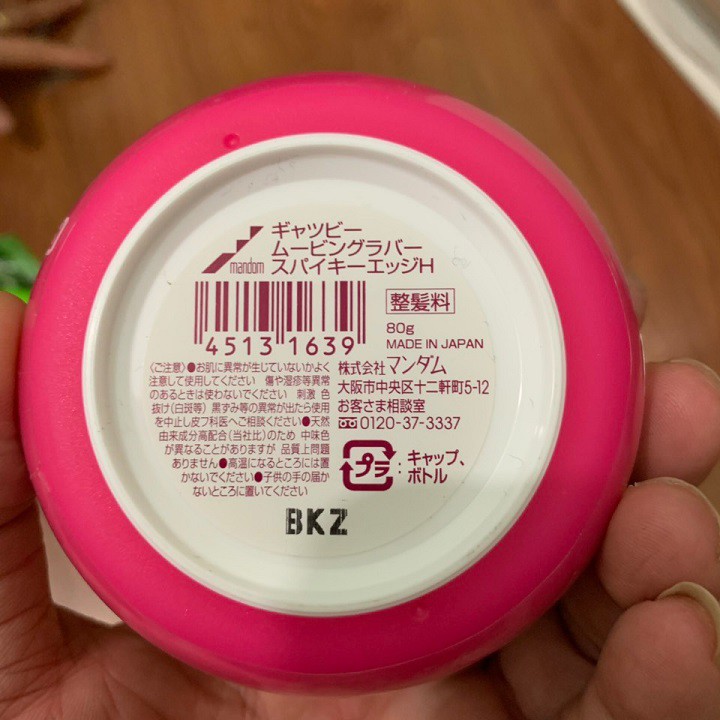 mandom
ギャツビー
ムービングラバー
スパイキーエッジH
4513 1639
整髪料
80g
MADE IN JAPAN
株式会社 マンダム
大阪市中央区十二軒町5-12
お客さま相談室
0120-37-3337
プラ : キャップ、
ボトル
〈ご注意〉●お肌に異常が生じていないかよく
注意して使用してください 傷や湿疹等異常
のあるときは使わないでください 刺激 色
抜け(白斑等) 黒ずみ等の異常が出たら使用
を中止し皮フ科医へご相談ください●天然
由来成分高配合(当社比)のため 中味色
が異なることがありますが 品質上問題
ありません●高温になるところには置
かないでください●子供の手の届か
ないところに置いてください
BKZ